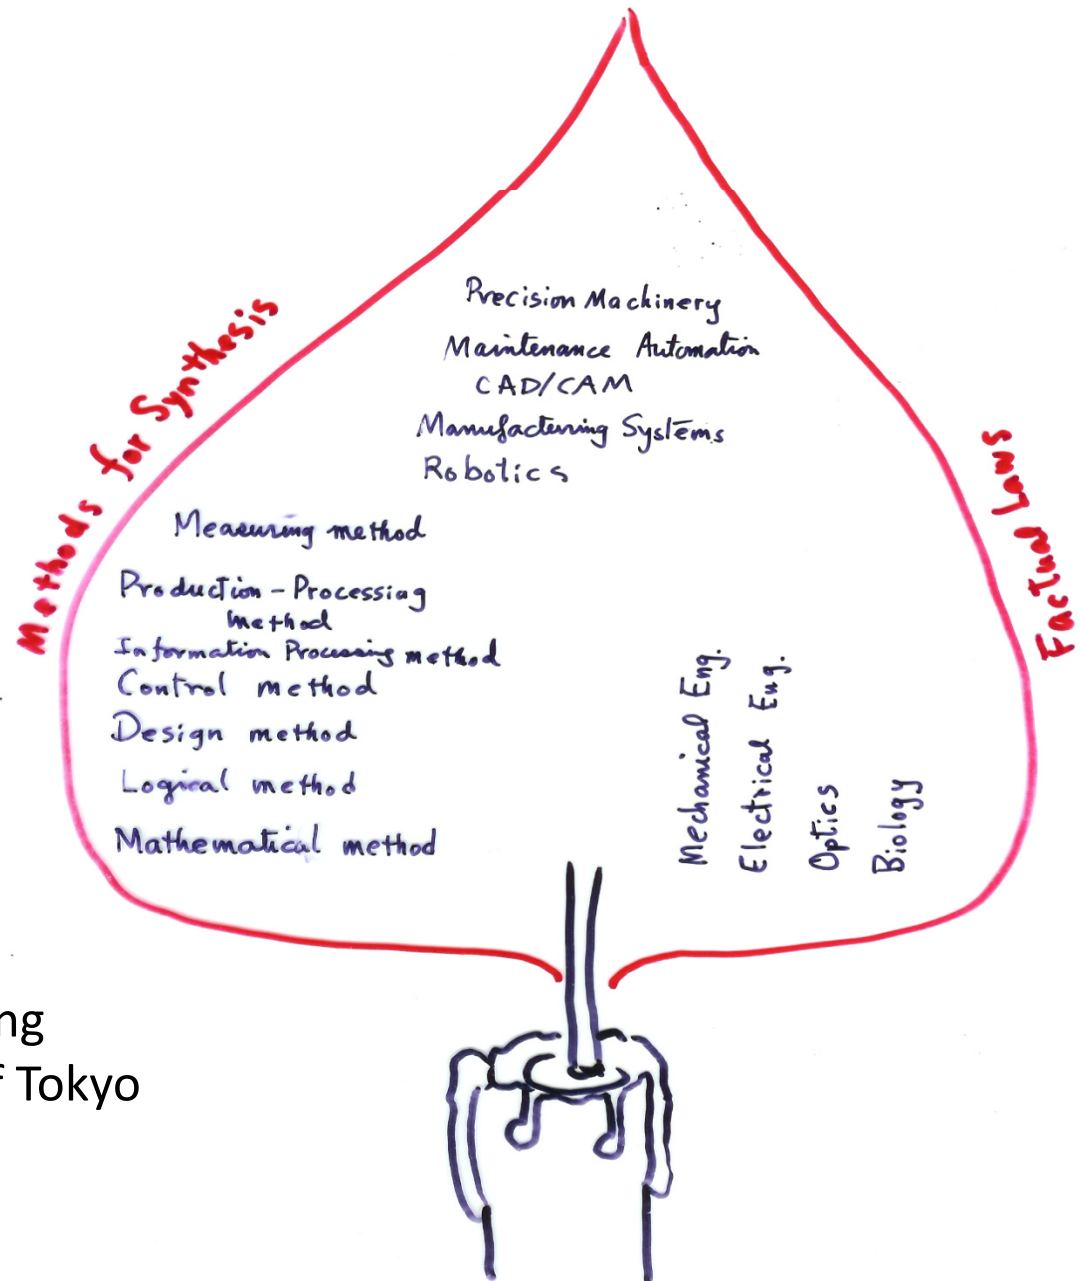 Precision Machinery
Maintenance Automation
CAD/CAM
Manufacturing Systems
Robotics
Methods for Synthesis
Factual Laws
Measuring method
Production-Processing
method
Information Processing method
Control method
Design method
Logical method
Mathematical method
Mechanical Eng.
Electrical Eng.
Optics
Biology
ng
f Tokyo